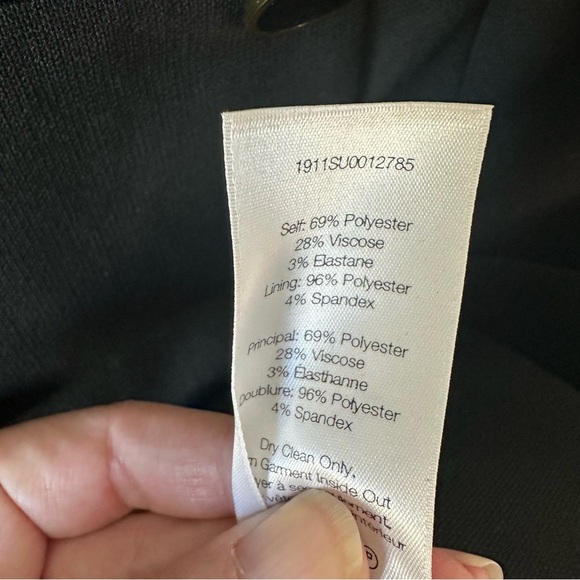 1911SU0012785
Self: 69% Polyester
28% Viscose
3% Elastane
Lining: 96% Polyester
4% Spandex
Principal: 69% Polyester
28% Viscose
3% Elasthanne
Doublure: 96% Polyester
4% Spandex
Dry Clean Only,
Garment Inside Out
à